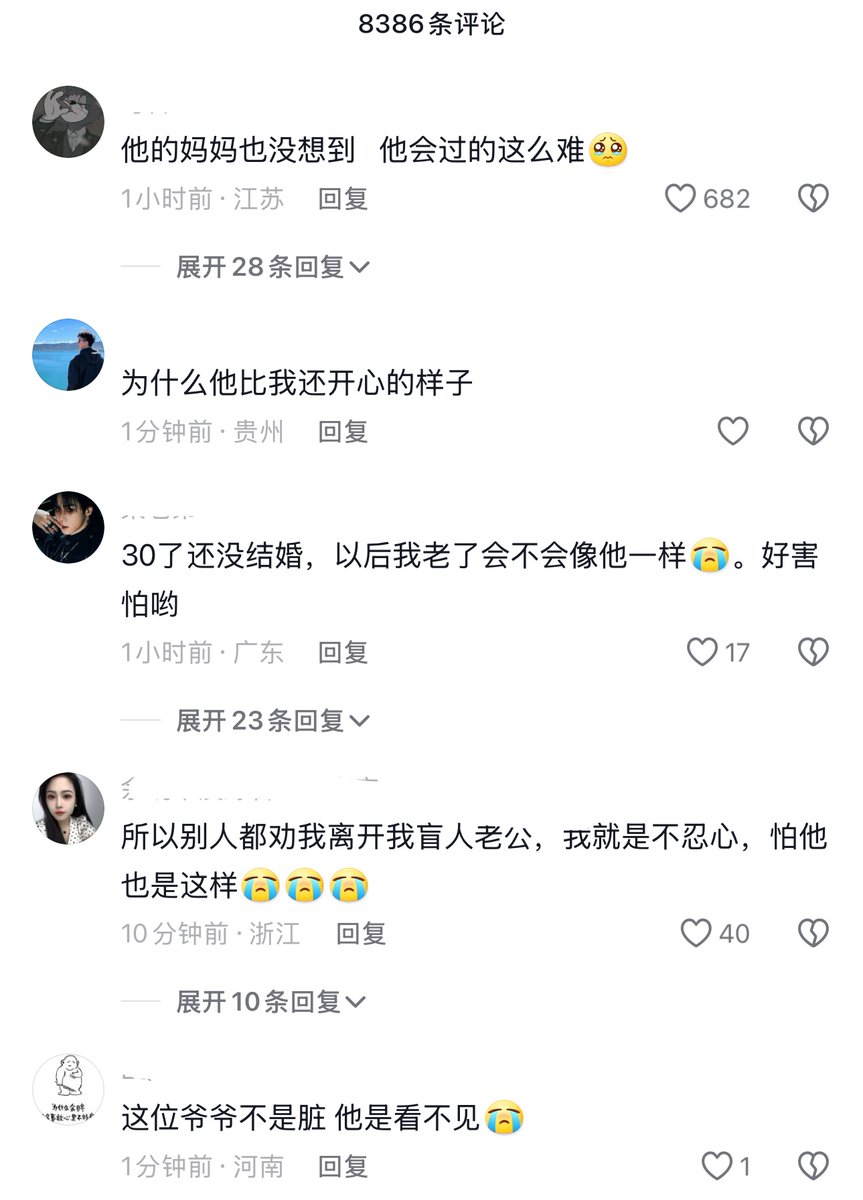 8386条评论
他的妈妈也没想到 他会过的这么难🥺
1小时前·江苏 回复 682
展开28条回复
为什么他比我还开心的样子
1分钟前·贵州 回复
30了还没结婚，以后我老了会不会像他一样😭。好害
怕哟
1小时前·广东 回复 17
展开23条回复
所以别人都劝我离开我盲人老公，我就是不忍心，怕他
也是这样😭😭😭
10分钟前·浙江 回复 40
展开10条回复
这位爷爷不是脏 他是看不见😭
1分钟前·河南 回复 1